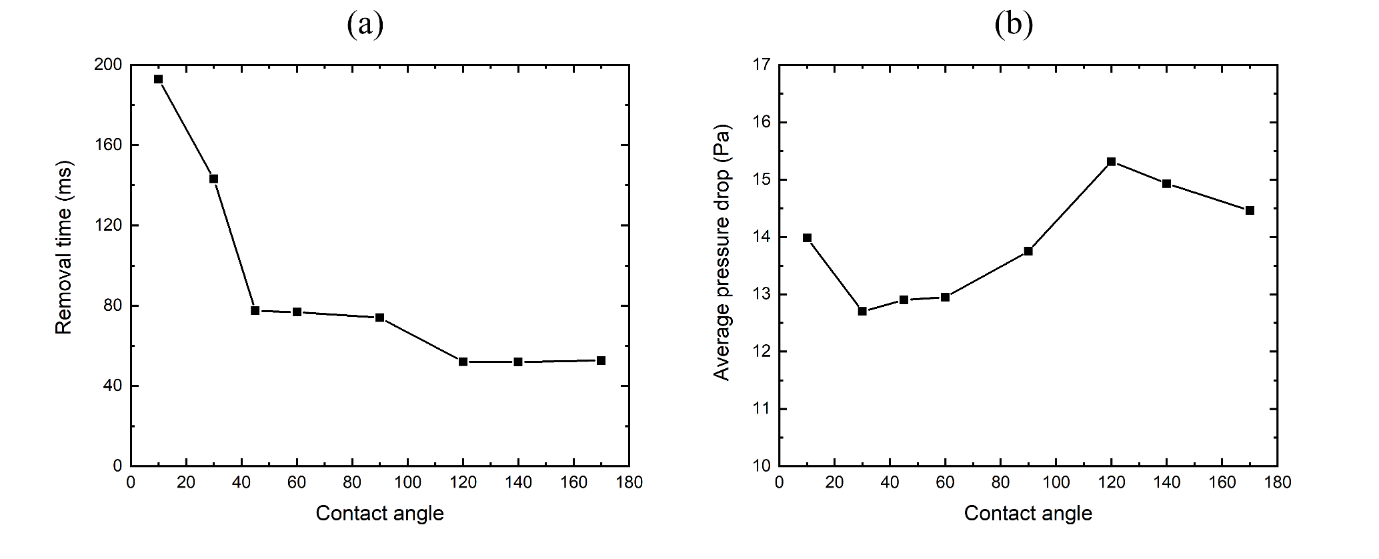 (a)
Removal time (ms)
200
160
120
80
40
0
0 20 40 60 80 100 120 140 160 180
Contact angle
(b)
Average pressure drop (Pa)
17
16
15
14
13
12
11
10
0 20 40 60 80 100 120 140 160 180
Contact angle